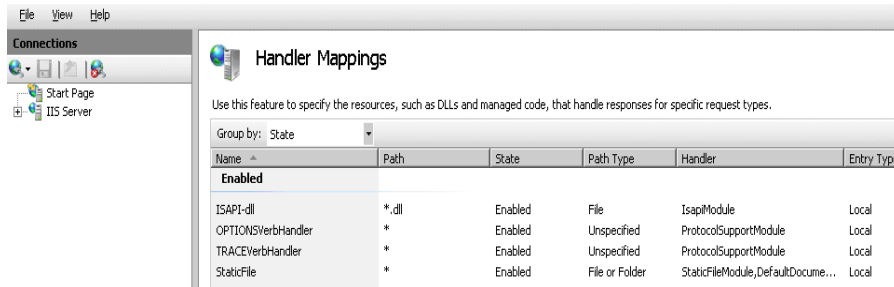 File View Help
Connections
Start Page
IIS Server
Handler Mappings
Use this feature to specify the resources, such as DLLs and managed code, that handle responses for specific request types.
Group by: State
Name Path State Path Type Handler Entry Typ
Enabled
ISAPI-dll *.dll Enabled File IsapiModule Local
OPTIONSVerbHandler * Enabled Unspecified ProtocolSupportModule Local
TRACEVerbHandler * Enabled Unspecified ProtocolSupportModule Local
StaticFile * Enabled File or Folder StaticFileModule,DefaultDocume... Local